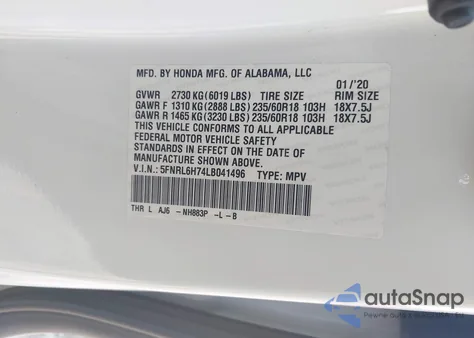 MFD. BY HONDA MFG. OF ALABAMA, LLC
01/'20
GVWR 2730 KG(6019 LBS) TIRE SIZE RIM SIZE
GAWR F 1310 KG(2888 LBS) 235/60R18 103H 18X7.5J
GAWR R 1465 KG(3230 LBS) 235/60R18 103H 18X7.5J
THIS VEHICLE CONFORMS TO ALL APPLICABLE
FEDERAL MOTOR VEHICLE SAFETY
STANDARDS IN EFFECT ON THE DATE OF
MANUFACTURE SHOWN ABOVE.
V.I.N.: 5FNRL6H74LB041496 TYPE: MPV
THR L AJ6 -NH883P -L -B
autoSnap